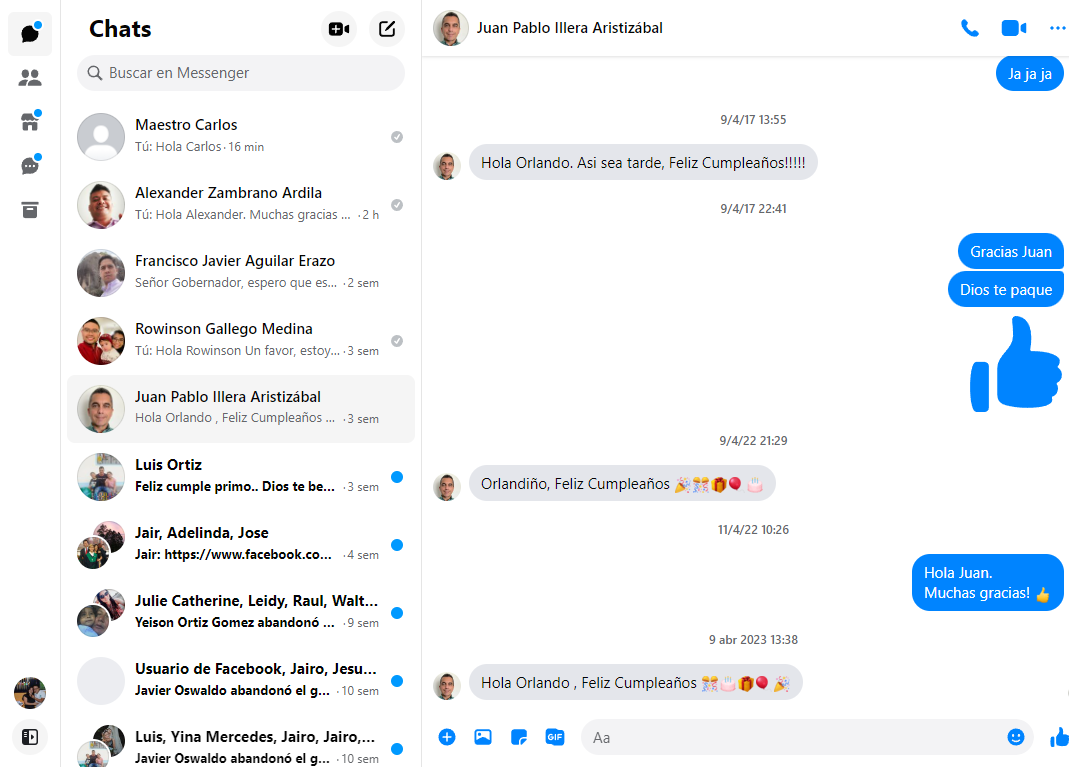 Chats
Buscar en Messenger
Maestro Carlos
Tú: Hola Carlos · 16 min
Alexander Zambrano Ardila
Tú: Hola Alexander. Muchas gracias ... · 2 h
Francisco Javier Aguilar Erazo
Señor Gobernador, espero que es... · 2 sem
Rowinson Gallego Medina
Tú: Hola Rowinson Un favor, estoy... · 3 sem
Juan Pablo Illera Aristizábal
Hola Orlando , Feliz Cumpleaños ... · 3 sem
Luis Ortiz
Feliz cumple primo.. Dios te be... · 3 sem
Jair, Adelinda, Jose
Jair: https://www.facebook.co... · 4 sem
Julie Catherine, Leidy, Raul, Walt...
Yeison Ortiz Gomez abandonó ... · 9 sem
Usuario de Facebook, Jairo, Jesu...
Javier Oswaldo abandonó el g... · 10 sem
Luis, Yina Mercedes, Jairo, Jairo,...
Javier Oswaldo abandonó el g... · 10 sem
Juan Pablo Illera Aristizábal
Ja ja ja
9/4/17 13:55
Hola Orlando. Asi sea tarde, Feliz Cumpleaños!!!!!
9/4/17 22:41
Gracias Juan
Dios te paque
9/4/22 21:29
Orlandiño, Feliz Cumpleaños 🎉🎊🎁🎈🎂
11/4/22 10:26
Hola Juan.
Muchas gracias! 👍
9 abr 2023 13:38
Hola Orlando , Feliz Cumpleaños 🎊🎂🎁🎈🎉
GIF
Aa